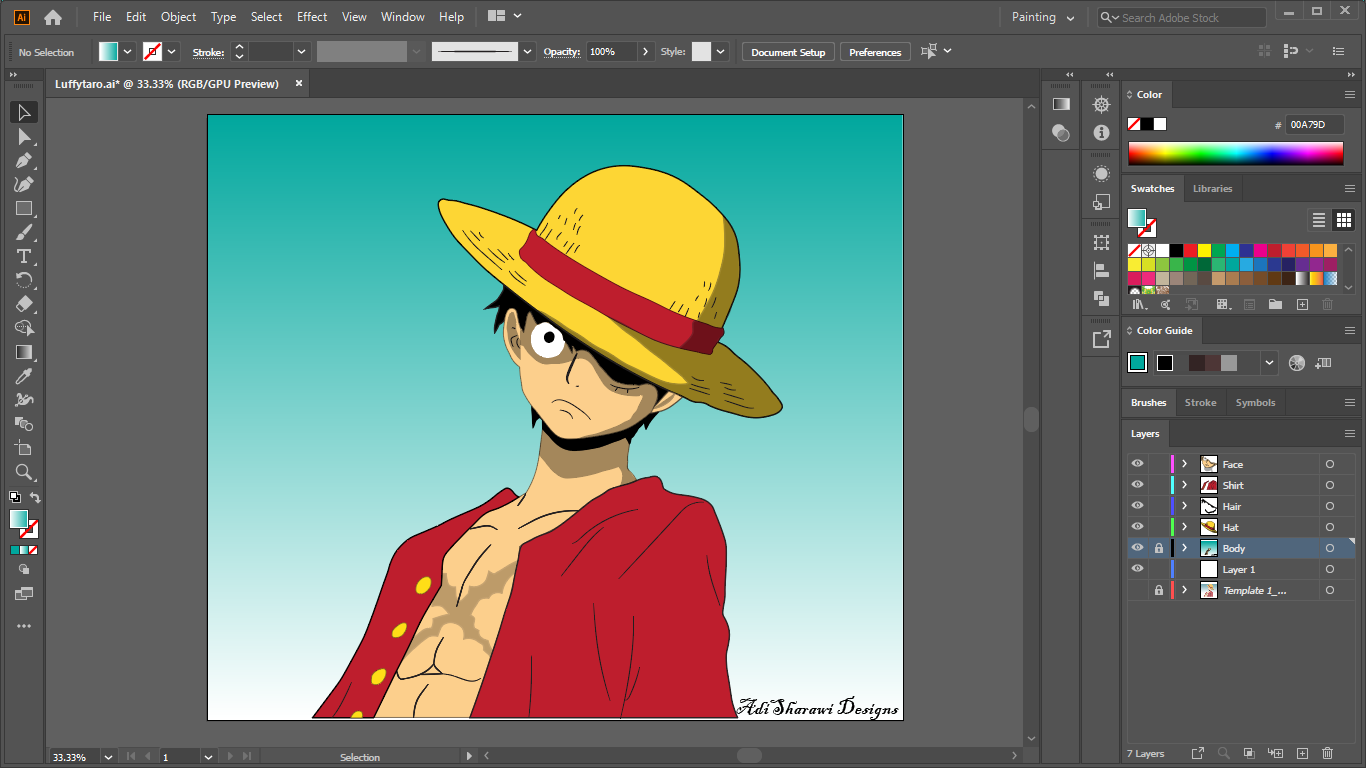 Ai File Edit Object Type Select Effect View Window Help Painting Search Adobe Stock
No Selection Stroke: Opacity: 100% Style: Document Setup Preferences
Luffytaro.ai* @ 33.33% (RGB/GPU Preview) ×
Color
# 00A79D
Swatches Libraries
Color Guide
Brushes Stroke Symbols
Layers
Face
Shirt
Hair
Hat
Body
Layer 1
Template 1_...
Adi Sharawi Designs
7 Layers
33.33% 1 Selection